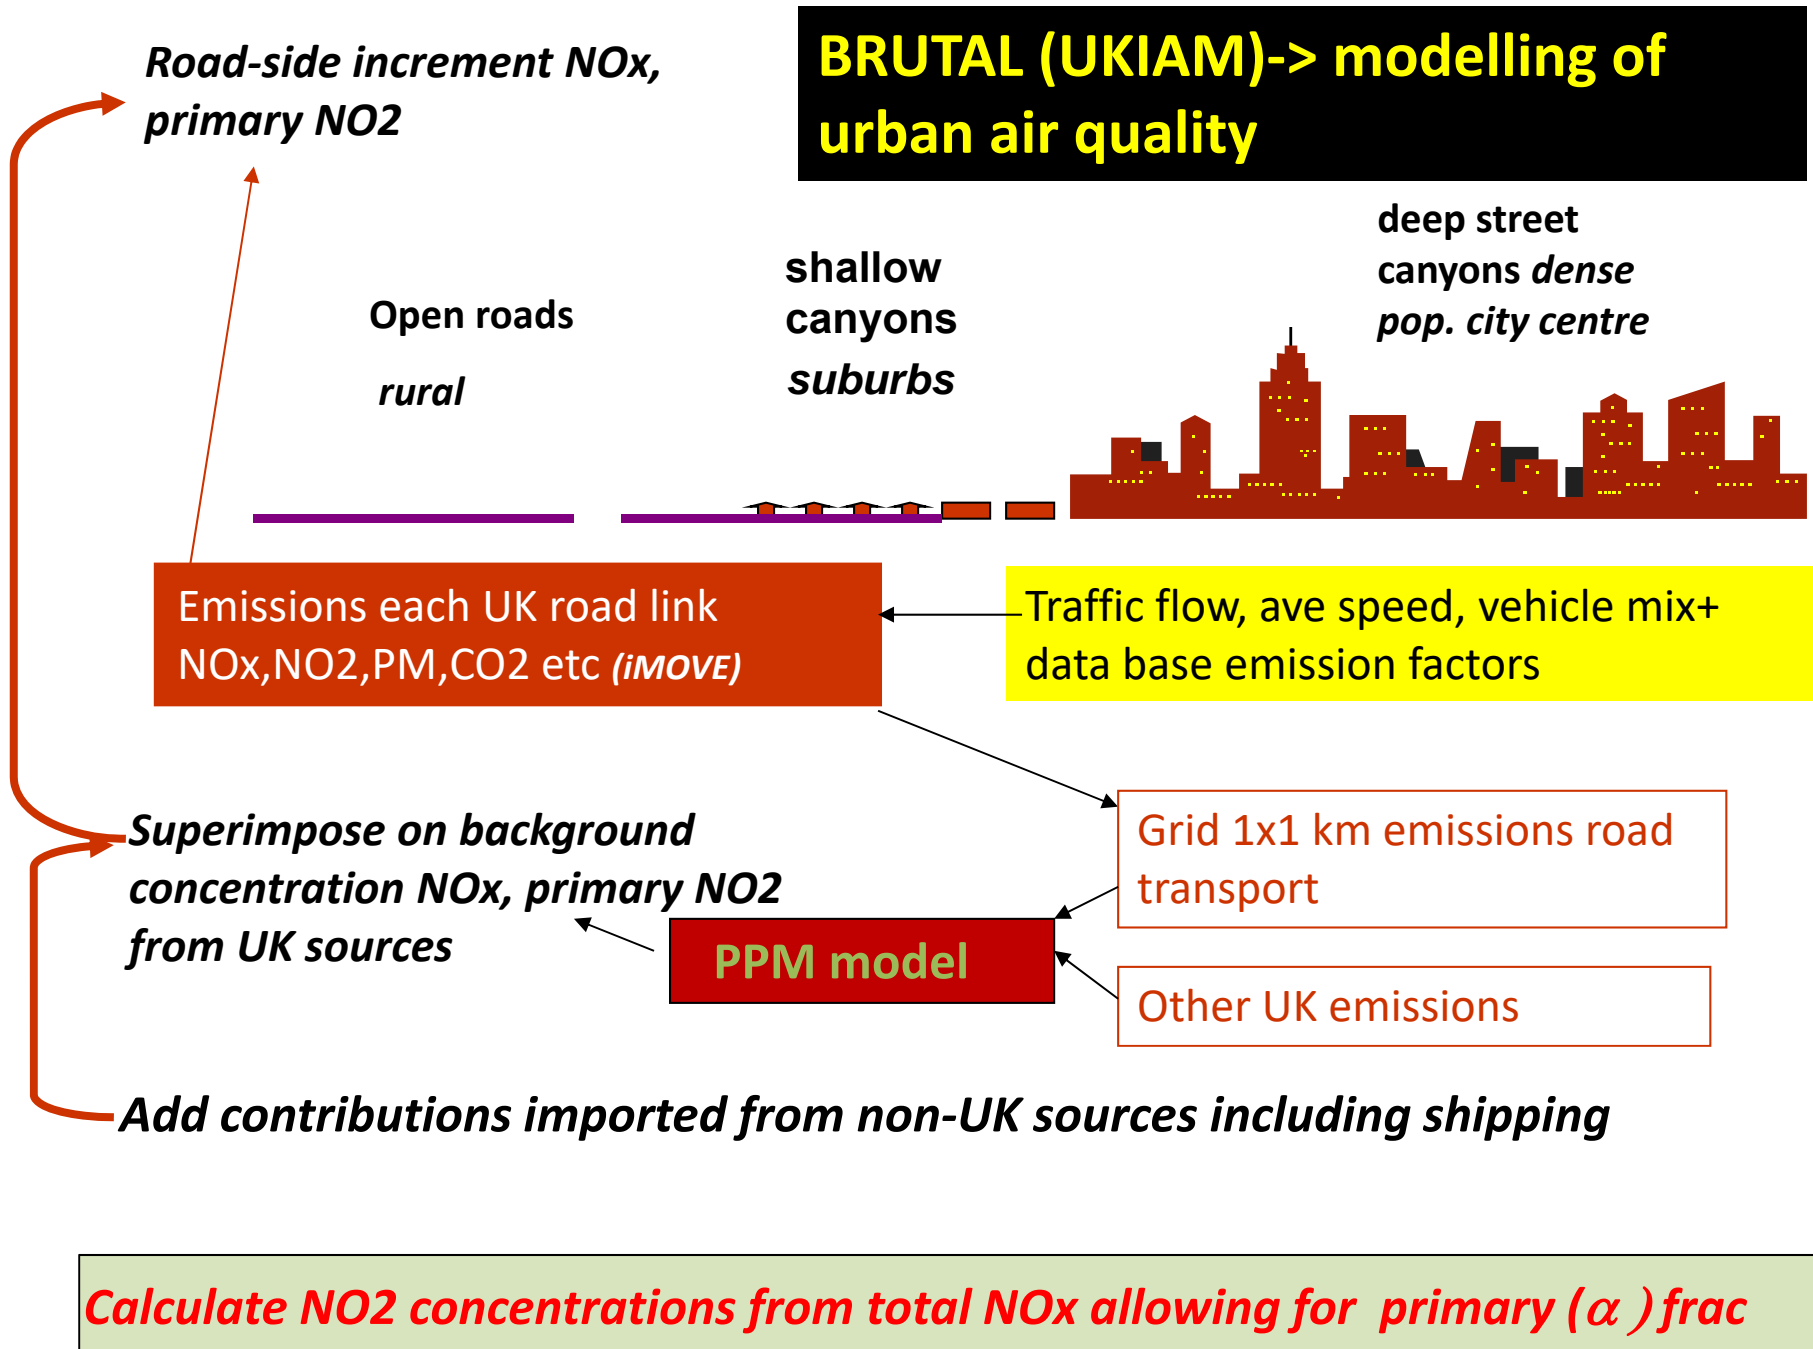 Road-side increment NOx,
primary NO2
BRUTAL (UKIAM)-> modelling of
urban air quality
deep street
canyons dense
pop. city centre
shallow
canyons
suburbs
Open roads
rural
Emissions each UK road link
NOx,NO2,PM,CO2 etc (iMOVE)
Traffic flow, ave speed, vehicle mix+
data base emission factors
Superimpose on background
concentration NOx, primary NO2
from UK sources
Grid 1x1 km emissions road
transport
PPM model
Other UK emissions
Add contributions imported from non-UK sources including shipping
Calculate NO2 concentrations from total NOx allowing for primary (α ) frac